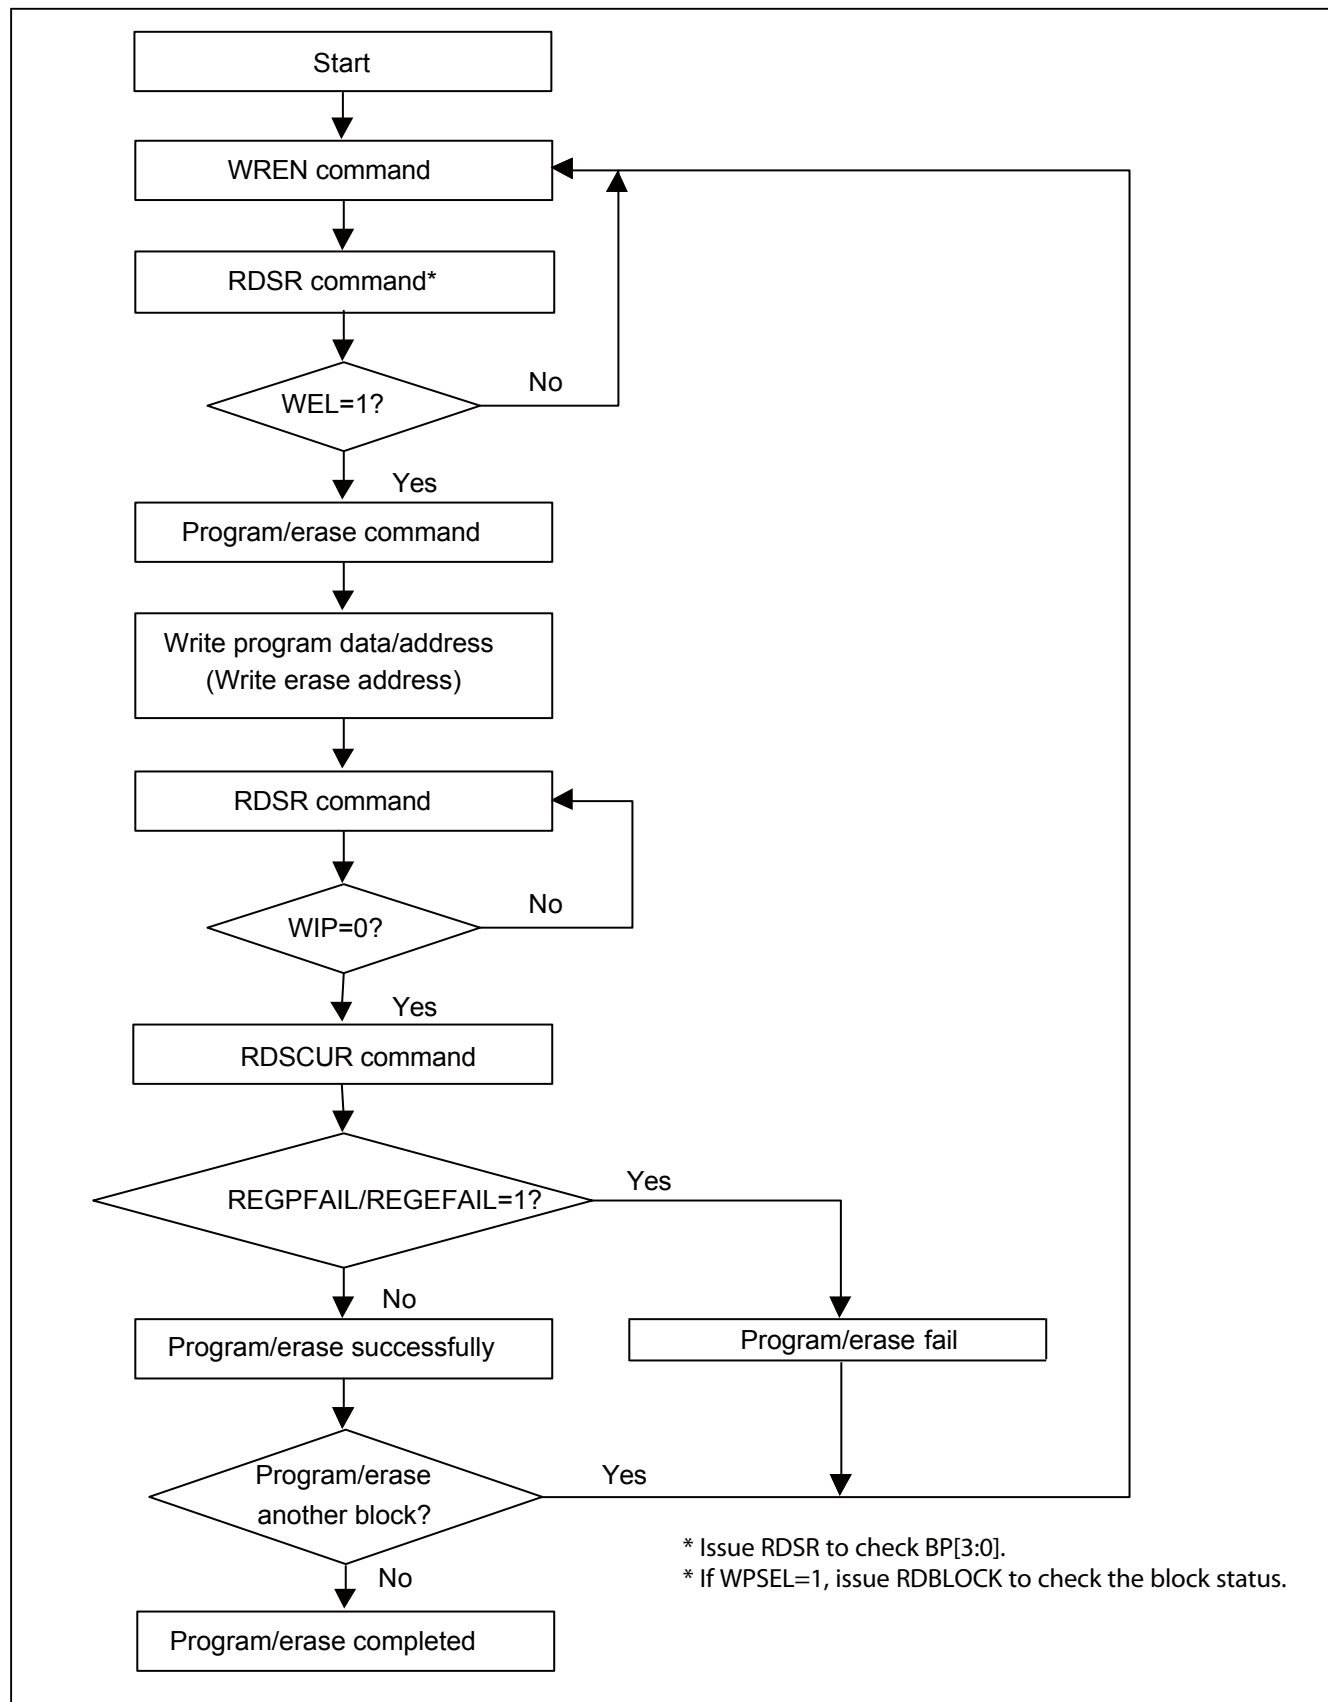 Start
WREN command
RDSR command*
WEL=1?
No
Yes
Program/erase command
Write program data/address
(Write erase address)
RDSR command
WIP=0?
No
Yes
RDSCUR command
REGPFAIL/REGEFAIL=1?
Yes
No
Program/erase successfully
Program/erase fail
Program/erase
another block?
Yes
* Issue RDSR to check BP[3:0].
* If WPSEL=1, issue RDBLOCK to check the block status.
No
Program/erase completed